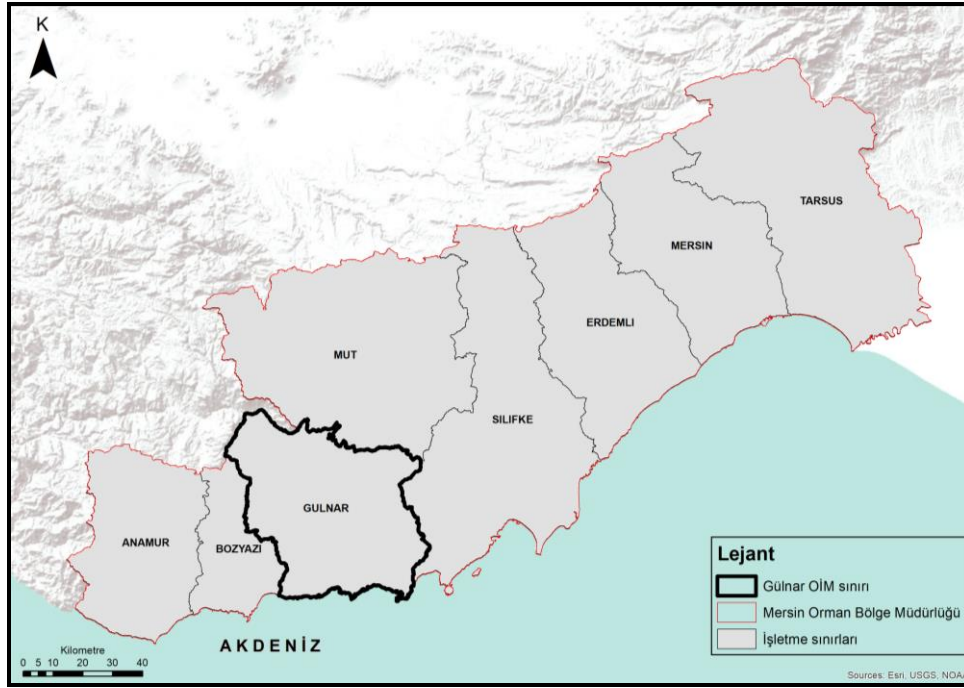 K
TARSUS
MERSIN
ERDEMLI
MUT
SILIFKE
GULNAR
ANAMUR
BOZYAZI
AKDENİZ
Kilometre
0 5 10 20 30 40
Lejant
Gülnar OİM sınırı
Mersin Orman Bölge Müdürlüğü
İşletme sınırları
Sources: Esri, USGS, NOAA